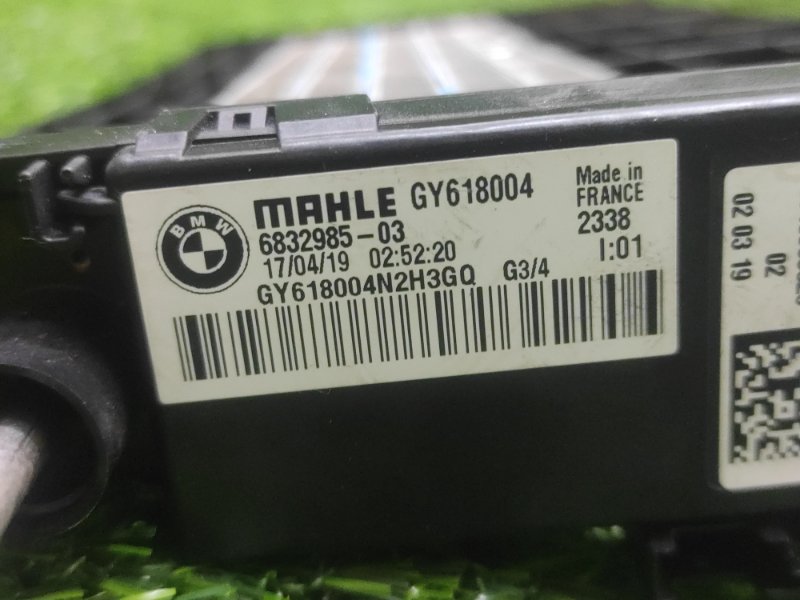 BMW
MAHLE GY618004
Made in
FRANCE
6832985-03
2338
17/04/19 02:52:20
I:01
GY618004N2H3GQ G3/4
02 03 19
02